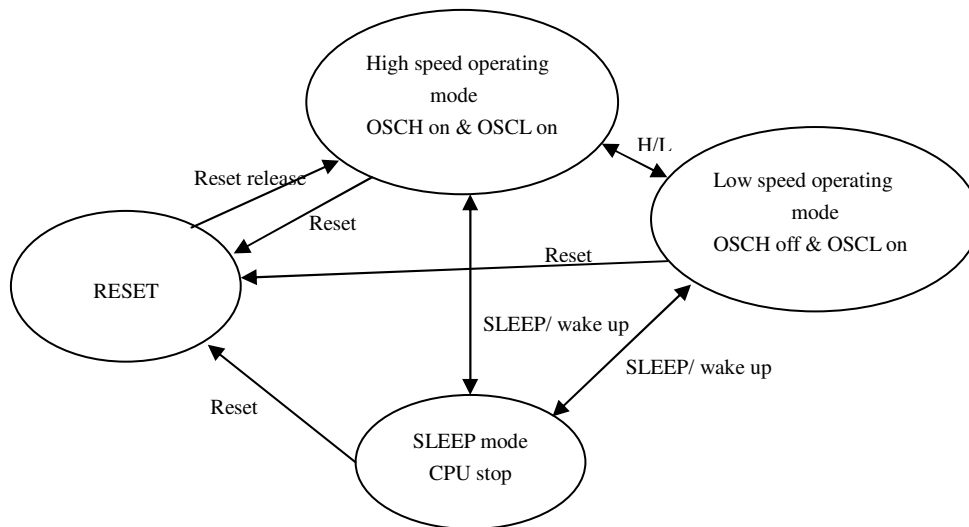 High speed operating
mode
OSCH on & OSCL on
H/L
Reset release
Low speed operating
mode
OSCH off & OSCL on
Reset
Reset
RESET
SLEEP/ wake up
SLEEP/ wake up
Reset
SLEEP mode
CPU stop